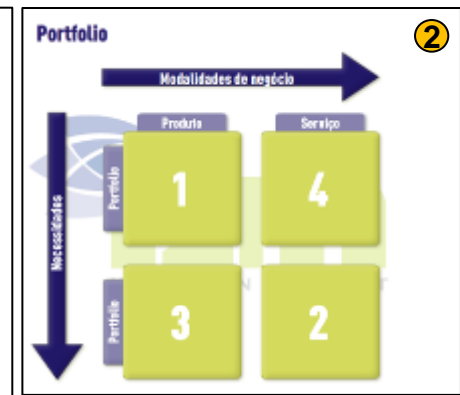 Portfolio
2
Modalidades de negócio
Produto
Serviço
Necessidades
Portfolio
1
4
Portfolio
3
2